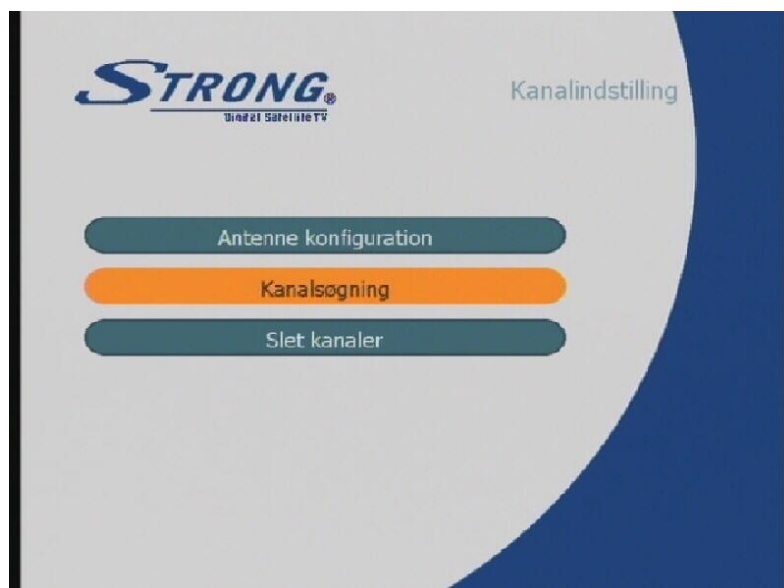 STRONG®
Digital Satellite TV
Kanalindstilling
Antenne konfiguration
Kanalsøgning
Slet kanaler